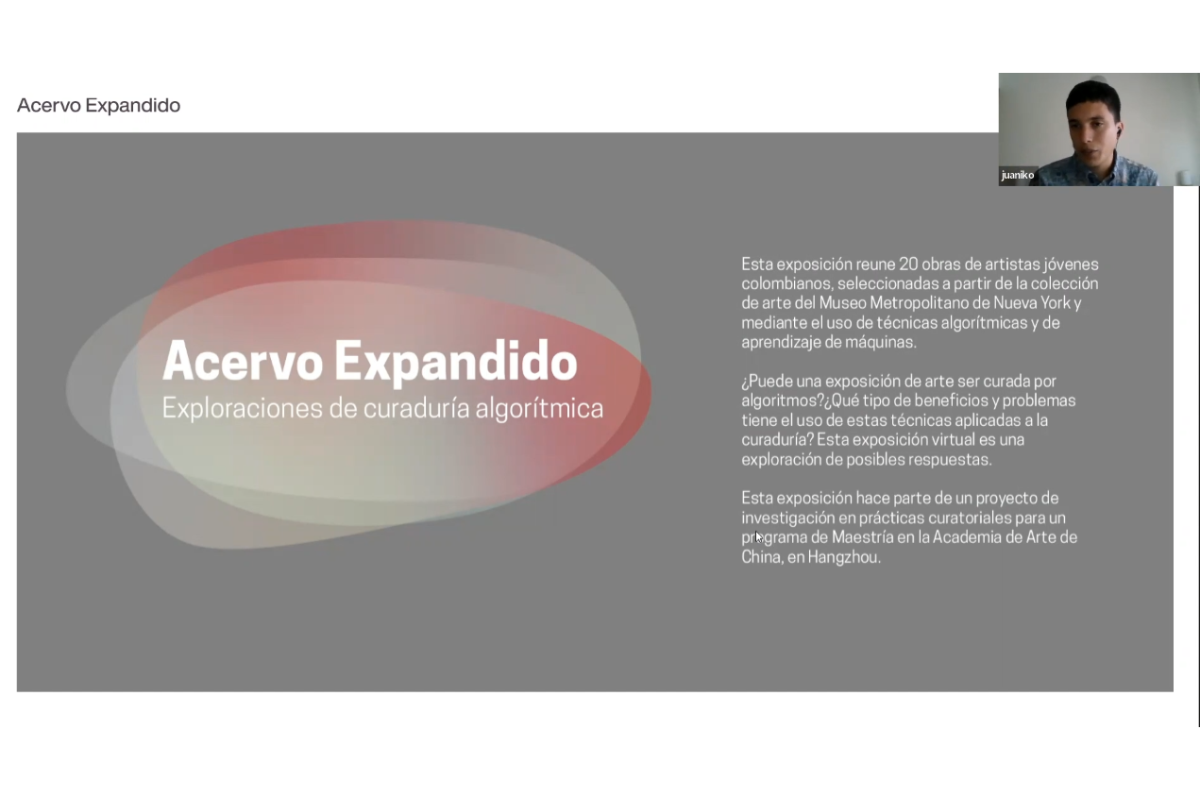 Acervo Expandido
juaniko
Acervo Expandido
Exploraciones de curaduría algorítmica
Esta exposición reune 20 obras de artistas jóvenes
colombianos, seleccionadas a partir de la colección
de arte del Museo Metropolitano de Nueva York y
mediante el uso de técnicas algorítmicas y de
aprendizaje de máquinas.
¿Puede una exposición de arte ser curada por
algoritmos?¿Qué tipo de beneficios y problemas
tiene el uso de estas técnicas aplicadas a la
curaduría? Esta exposición virtual es una
exploración de posibles respuestas.
Esta exposición hace parte de un proyecto de
investigación en prácticas curatoriales para un
programa de Maestría en la Academia de Arte de
China, en Hangzhou.